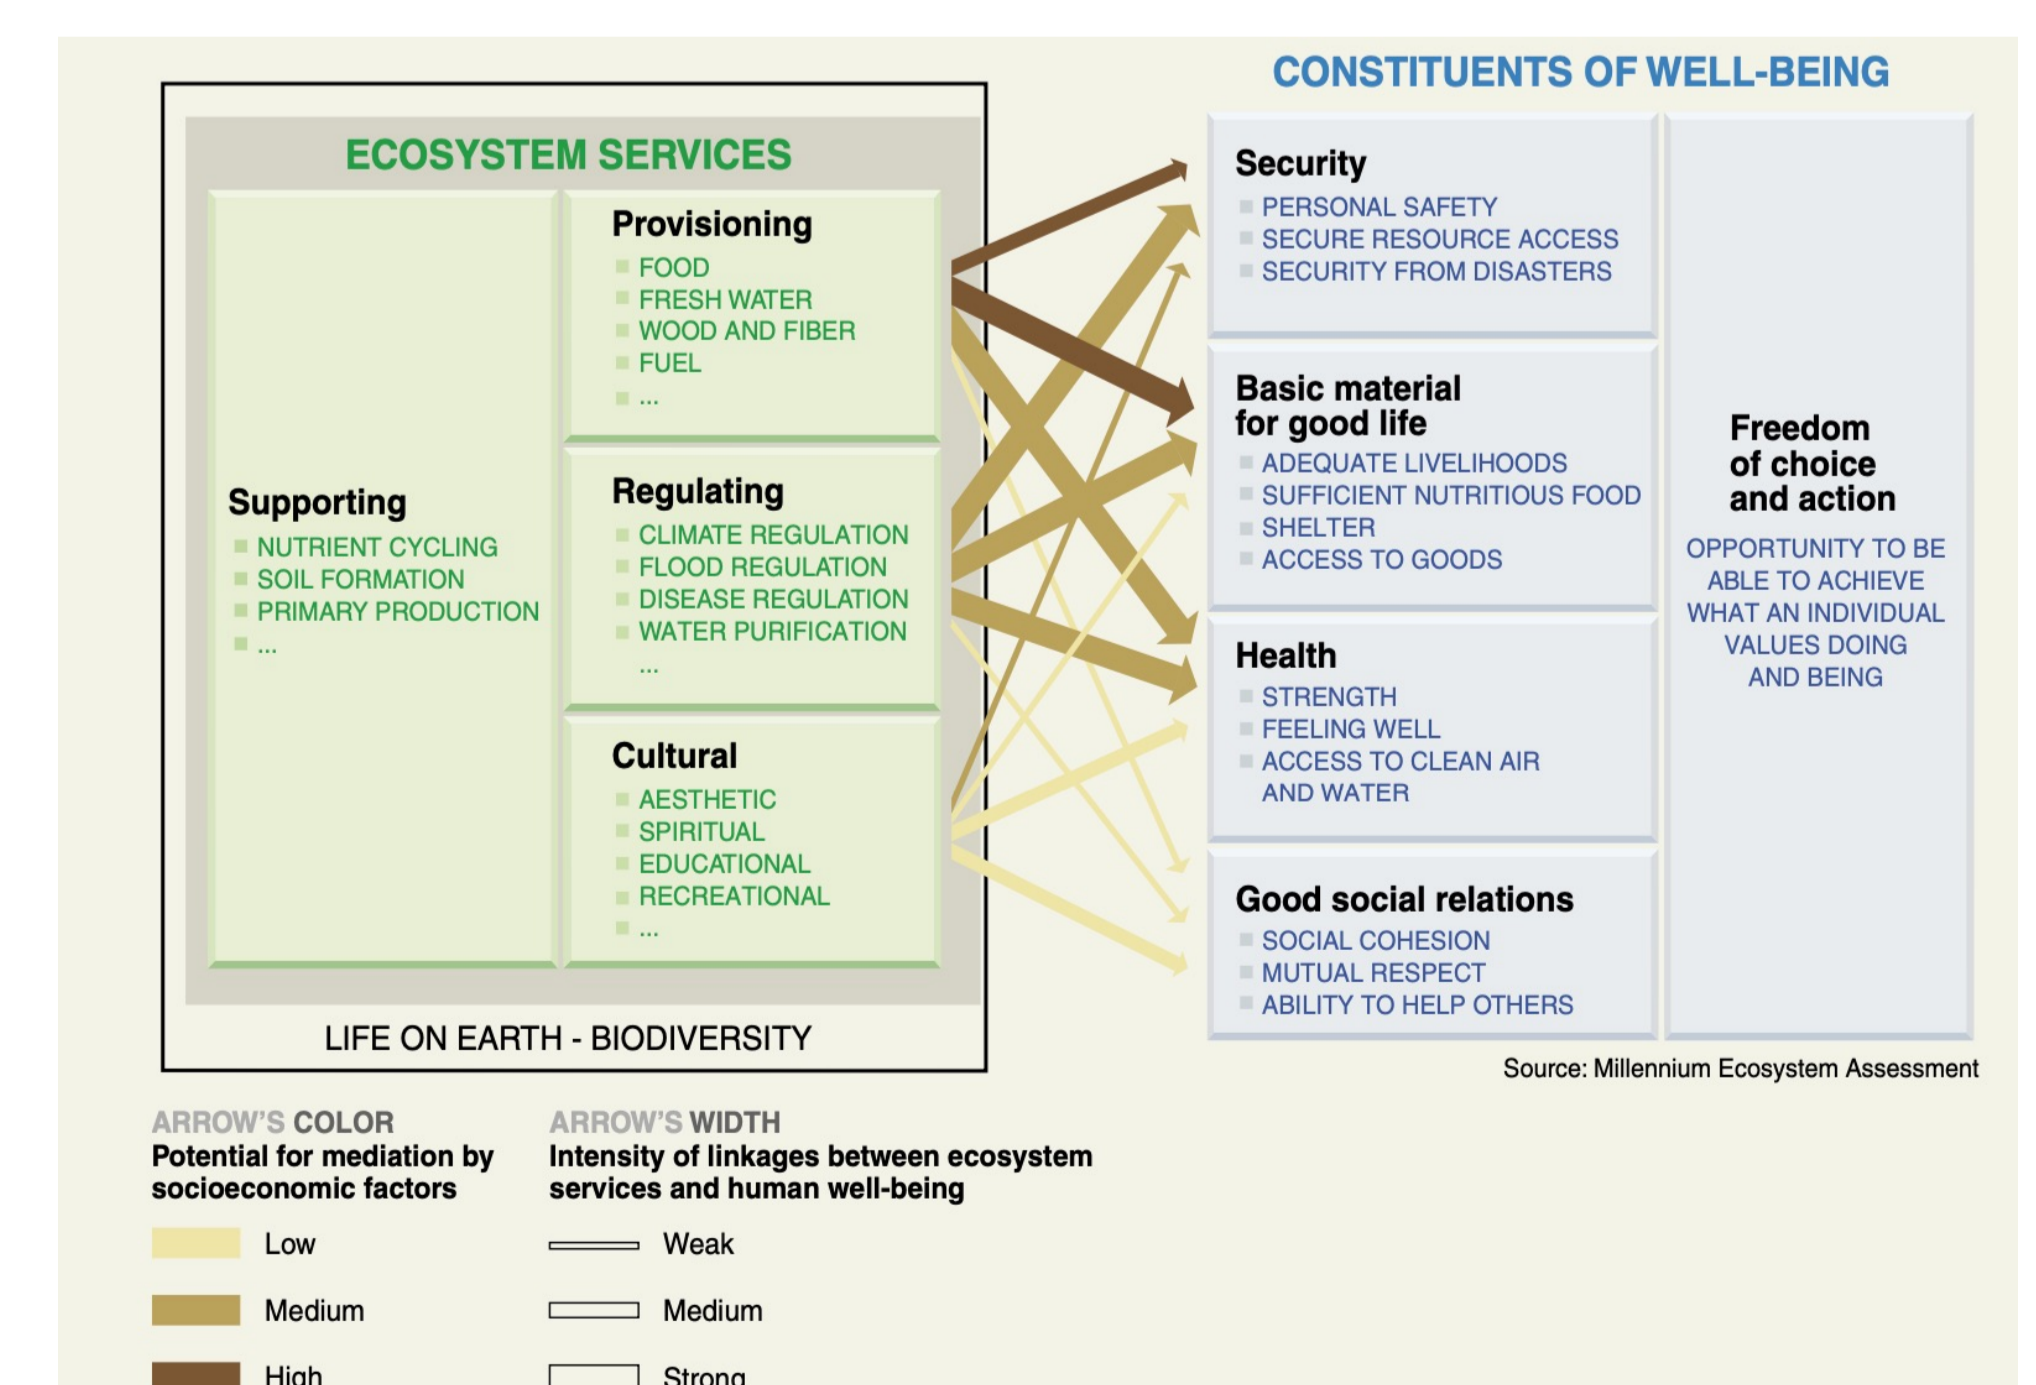 CONSTITUENTS OF WELL-BEING
ECOSYSTEM SERVICES
Supporting
NUTRIENT CYCLING
SOIL FORMATION
PRIMARY PRODUCTION
...
Provisioning
FOOD
FRESH WATER
WOOD AND FIBER
FUEL
...
Regulating
CLIMATE REGULATION
FLOOD REGULATION
DISEASE REGULATION
WATER PURIFICATION
...
Cultural
AESTHETIC
SPIRITUAL
EDUCATIONAL
RECREATIONAL
...
LIFE ON EARTH - BIODIVERSITY
Security
PERSONAL SAFETY
SECURE RESOURCE ACCESS
SECURITY FROM DISASTERS
Basic material
for good life
ADEQUATE LIVELIHOODS
SUFFICIENT NUTRITIOUS FOOD
SHELTER
ACCESS TO GOODS
Health
STRENGTH
FEELING WELL
ACCESS TO CLEAN AIR
AND WATER
Good social relations
SOCIAL COHESION
MUTUAL RESPECT
ABILITY TO HELP OTHERS
Freedom
of choice
and action
OPPORTUNITY TO BE
ABLE TO ACHIEVE
WHAT AN INDIVIDUAL
VALUES DOING
AND BEING
Source: Millennium Ecosystem Assessment
ARROW'S COLOR
Potential for mediation by
socioeconomic factors
Low
Medium
High
ARROW'S WIDTH
Intensity of linkages between ecosystem
services and human well-being
Weak
Medium
Strong